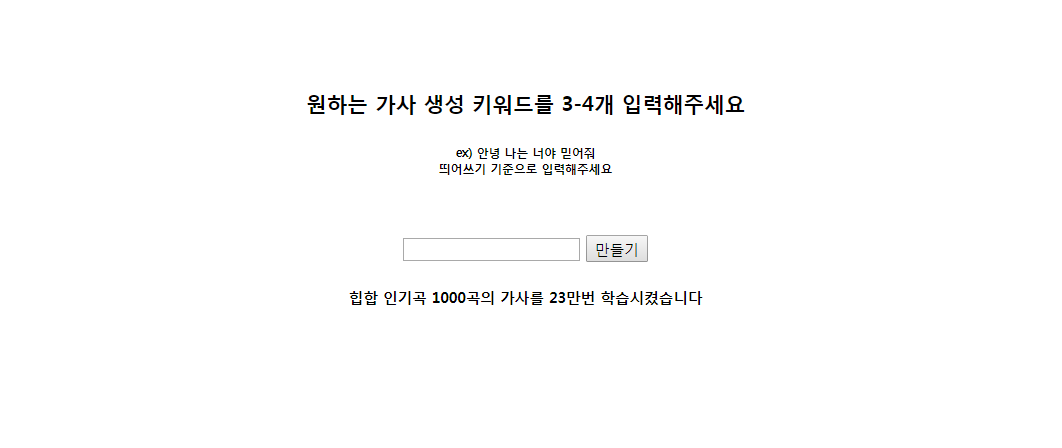 원하는 가사 생성 키워드를 3-4개 입력해주세요
ex) 안녕 나는 너야 믿어줘
띄어쓰기 기준으로 입력해주세요
만들기
힙합 인기곡 1000곡의 가사를 23만번 학습시켰습니다